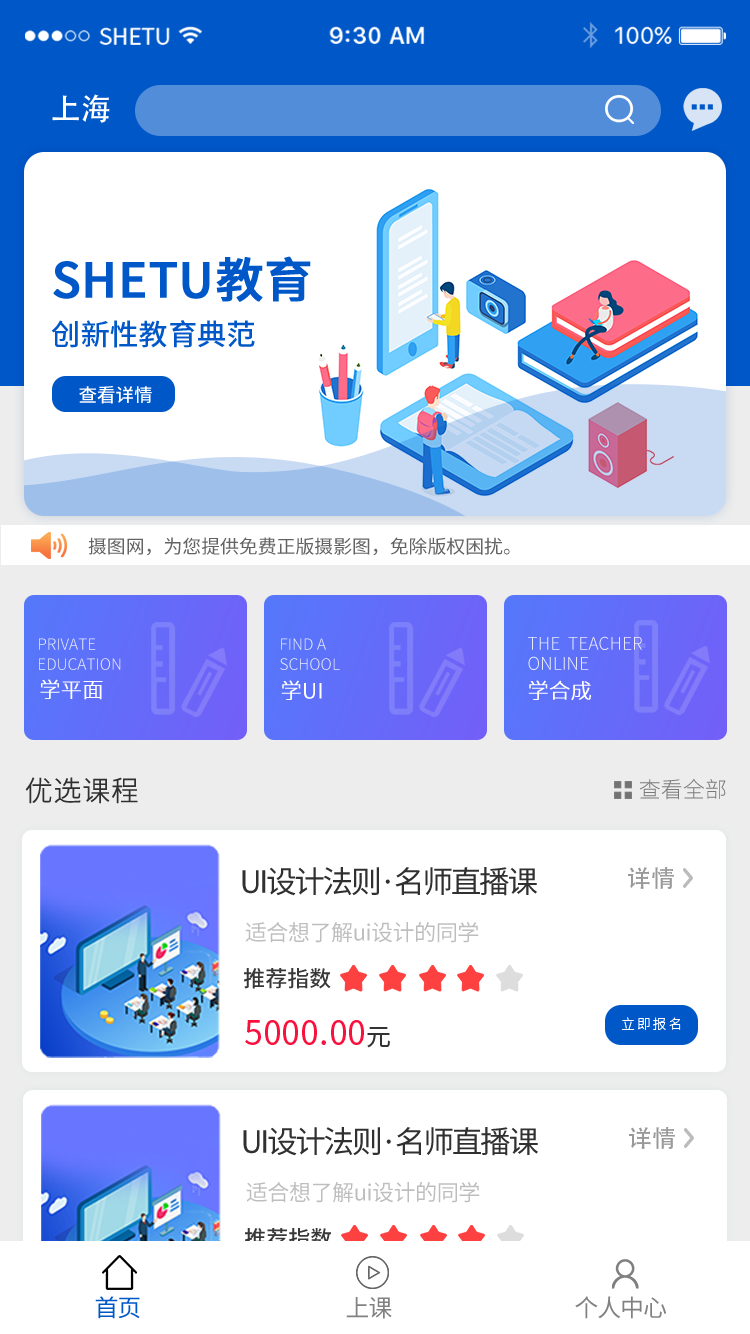 SHETU
9:30 AM
100%
上海
SHETU教育
创新性教育典范
查看详情
摄图网，为您提供免费正版摄影图，免除版权困扰。
PRIVATE
EDUCATION
学平面
FIND A
SCHOOL
学UI
THE TEACHER
ONLINE
学合成
优选课程
查看全部
UI设计法则·名师直播课
详情
适合想了解ui设计的同学
推荐指数
5000.00元
立即报名
UI设计法则·名师直播课
详情
适合想了解ui设计的同学
推荐指数
首页
上课
个人中心